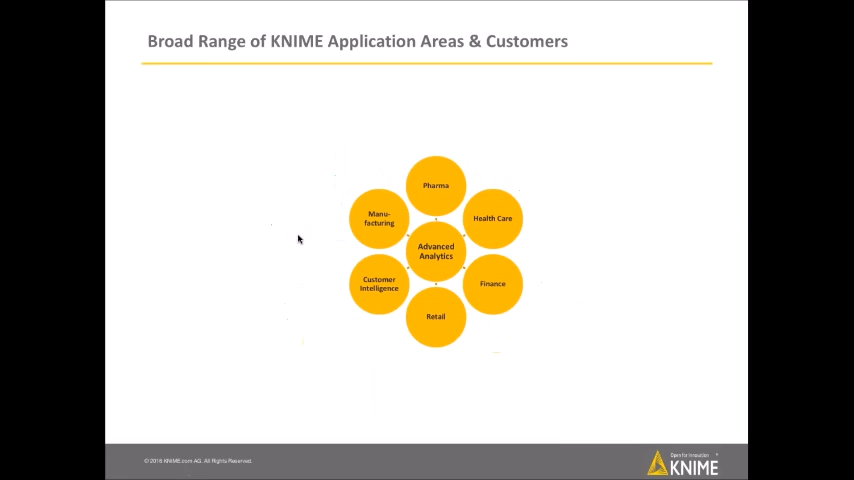 Broad Range of KNIME Application Areas & Customers
Pharma
Manu-
facturing
Health Care
Advanced
Analytics
Customer
Intelligence
Finance
Retail
© 2016 KNIME.com AG. All Rights Reserved.
Open for Innovation
KNIME